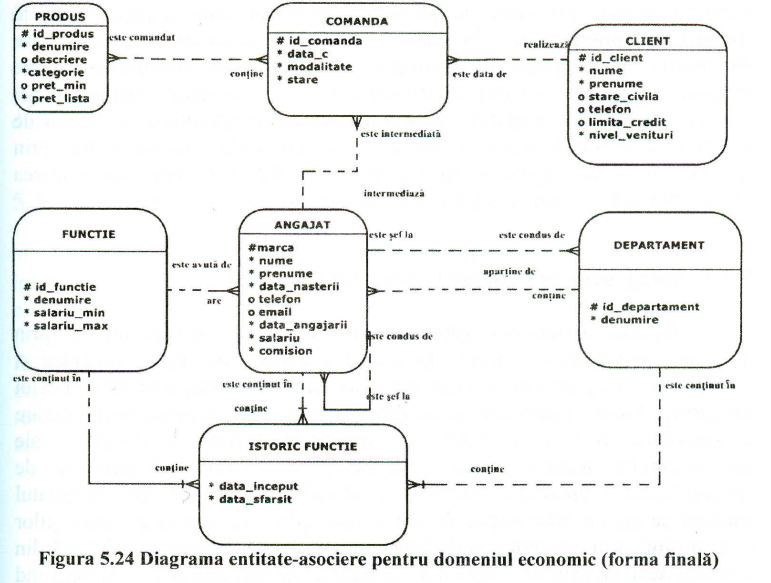 PRODUS
# id_produs
* denumire
o descriere
*categorie
o pret_min
* pret_lista
este comandat
conține
COMANDA
# id_comanda
* data_c
* modalitate
* stare
realizează
este data de
CLIENT
# id_client
* nume
* prenume
o stare_civila
o telefon
o limita_credit
* nivel_venituri
este intermediată
intermediază
FUNCTIE
# id_functie
* denumire
* salariu_min
* salariu_max
este avută de
are
ANGAJAT
#marca
* nume
* prenume
* data_nasterii
o telefon
o email
* data_angajarii
* salariu
* comision
este șef la
este condus de
aparține de
conține
DEPARTAMENT
# id_departament
* denumire
este condus de
este șef la
este conținut în
este conținut în
este conținut în
conține
conține
conține
ISTORIC FUNCTIE
* data_inceput
* data_sfarsit
Figura 5.24 Diagrama entitate-asociere pentru domeniul economic (forma finală)